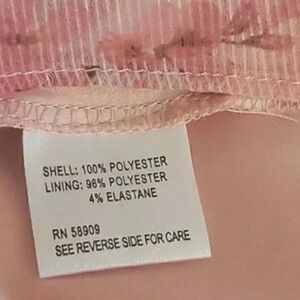 SHELL: 100% POLYESTER
LINING: 96% POLYESTER
4% ELASTANE
RN 58909
SEE REVERSE SIDE FOR CARE